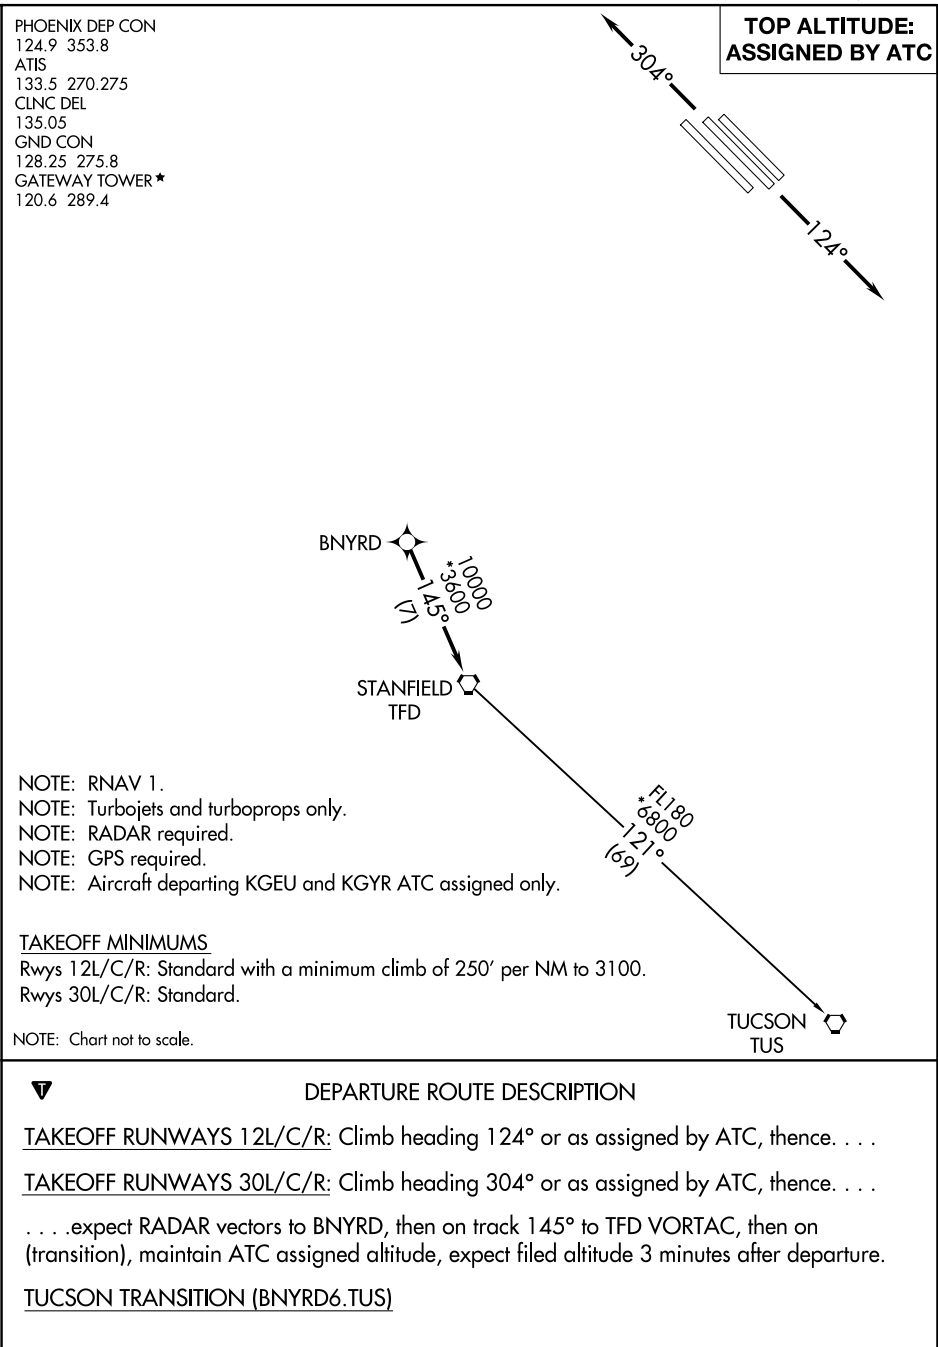 PHOENIX DEP CON
124.9 353.8
ATIS
133.5 270.275
CLNC DEL
135.05
GND CON
128.25 275.8
GATEWAY TOWER★
120.6 289.4
TOP ALTITUDE:
ASSIGNED BY ATC
304°
124°
BNYRD
10000
*3600
145°
(7)
STANFIELD
TFD
FL180
*6800
121°
(69)
TUCSON
TUS
NOTE: RNAV 1.
NOTE: Turbojets and turboprops only.
NOTE: RADAR required.
NOTE: GPS required.
NOTE: Aircraft departing KGEU and KGYR ATC assigned only.
TAKEOFF MINIMUMS
Rwys 12L/C/R: Standard with a minimum climb of 250′ per NM to 3100.
Rwys 30L/C/R: Standard.
NOTE: Chart not to scale.
T
DEPARTURE ROUTE DESCRIPTION
TAKEOFF RUNWAYS 12L/C/R: Climb heading 124° or as assigned by ATC, thence. . . .
TAKEOFF RUNWAYS 30L/C/R: Climb heading 304° or as assigned by ATC, thence. . . .
. . . .expect RADAR vectors to BNYRD, then on track 145° to TFD VORTAC, then on
(transition), maintain ATC assigned altitude, expect filed altitude 3 minutes after departure.
TUCSON TRANSITION (BNYRD6.TUS)